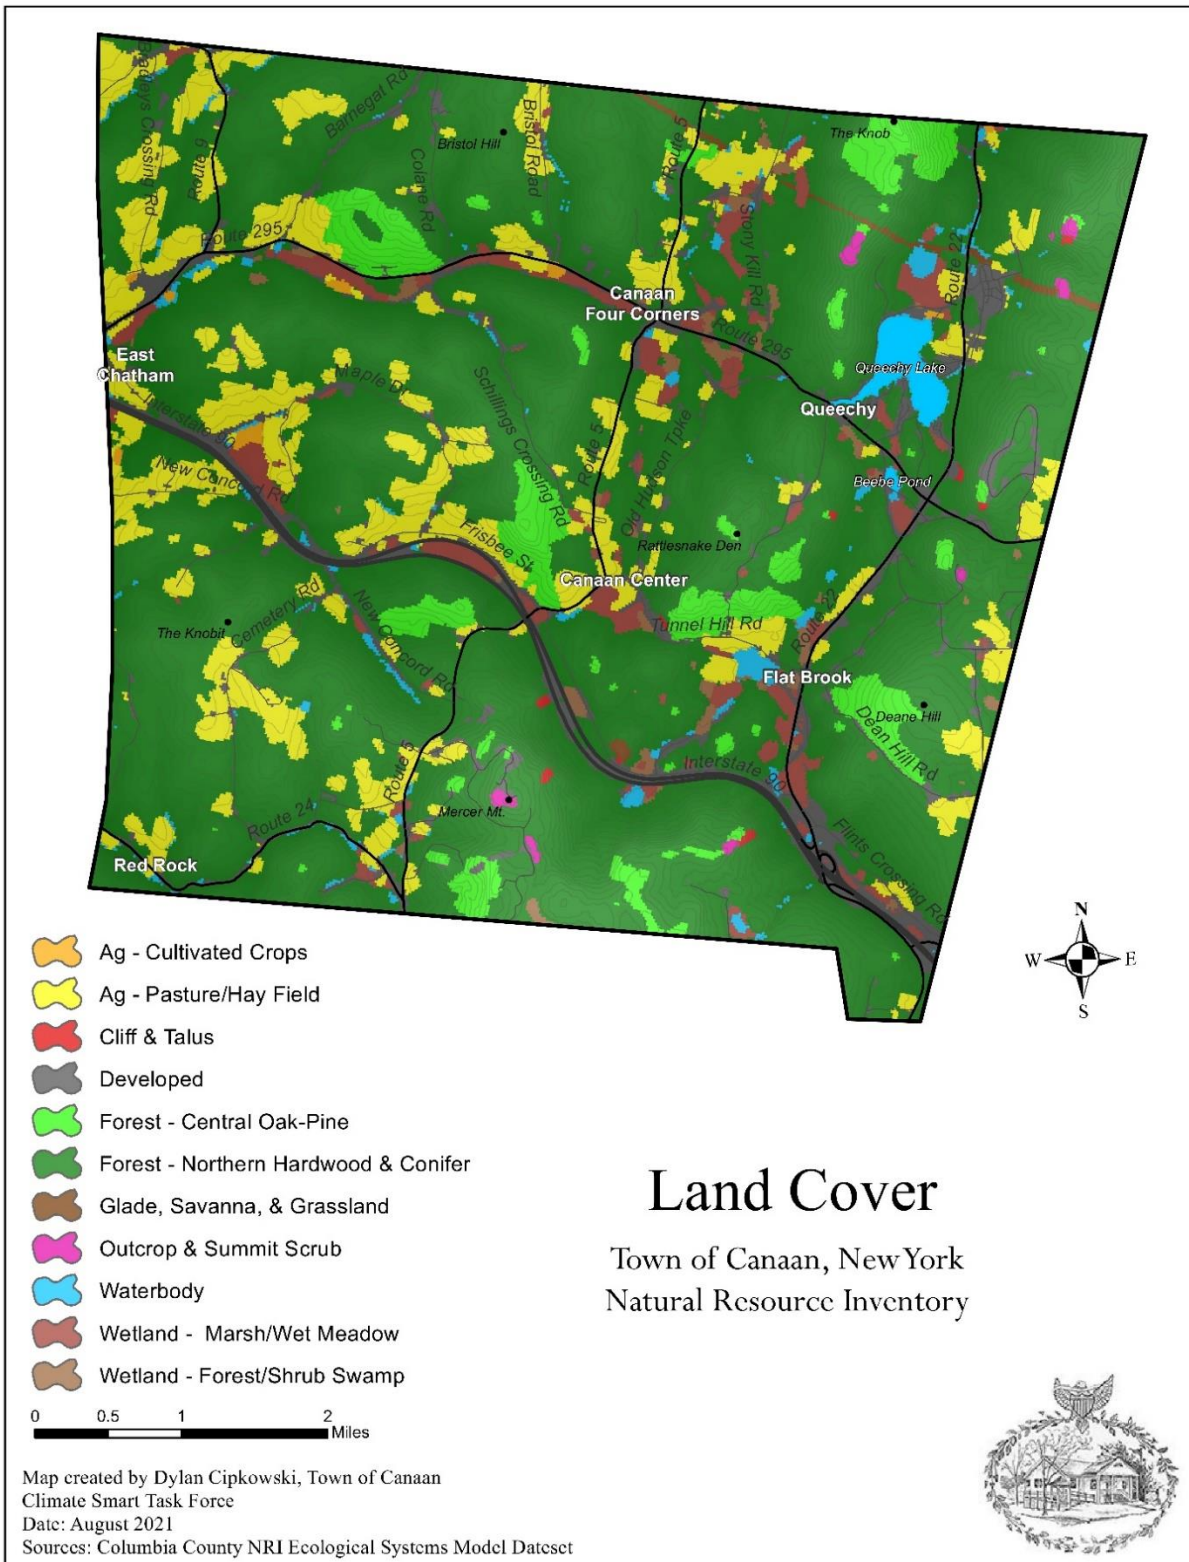 Bradleys Crossing Rd
Route 9
Barnegat Rd
Colane Rd
Bristol Hill
Bristol Road
Route 5
The Knob
Stony Kill Rd
Route 22
Route 295
Canaan
Four Corners
Route 295
Queechy Lake
Queechy
East
Chatham
Maple Dr
Interstate 90
New Concord Rd
Schillings Crossing Rd
Route 5
Old Hudson Tpke
Beebe Pond
Rattlesnake Den
Frisbee St
Canaan Center
The Knobit
Cemetery Rd
New Concord Rd
Tunnel Hill Rd
Route 22
Flat Brook
Deane Hill
Dean Hill Rd
Interstate 90
Route 5
Mercer Mt.
Route 24
Red Rock
Flints Crossing Rd
N
W E
S
Ag - Cultivated Crops
Ag - Pasture/Hay Field
Cliff & Talus
Developed
Forest - Central Oak-Pine
Forest - Northern Hardwood & Conifer
Glade, Savanna, & Grassland
Outcrop & Summit Scrub
Waterbody
Wetland - Marsh/Wet Meadow
Wetland - Forest/Shrub Swamp
0 0.5 1 2
Miles
Land Cover
Town of Canaan, New York
Natural Resource Inventory
Map created by Dylan Cipkowski, Town of Canaan
Climate Smart Task Force
Date: August 2021
Sources: Columbia County NRI Ecological Systems Model Dateset